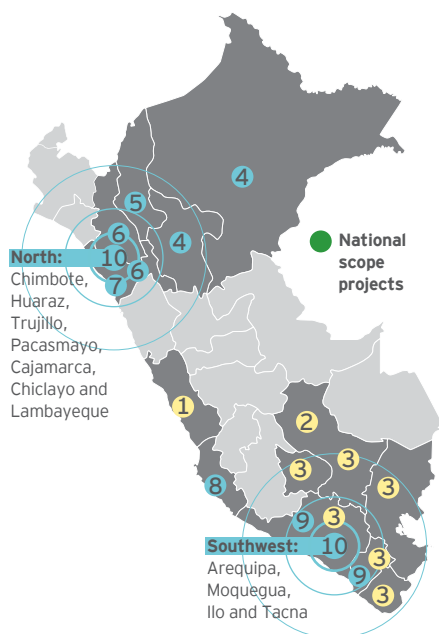 4
5
4
6
National
scope
projects
North:
10
6
7
Chimbote,
Huaraz,
Trujillo,
Pacasmayo,
Cajamarca,
Chiclayo and
Lambayeque
1
2
3
3
3
8
9
3
Southwest:
10
3
9
3
Arequipa,
Moquegua,
Ilo and Tacna